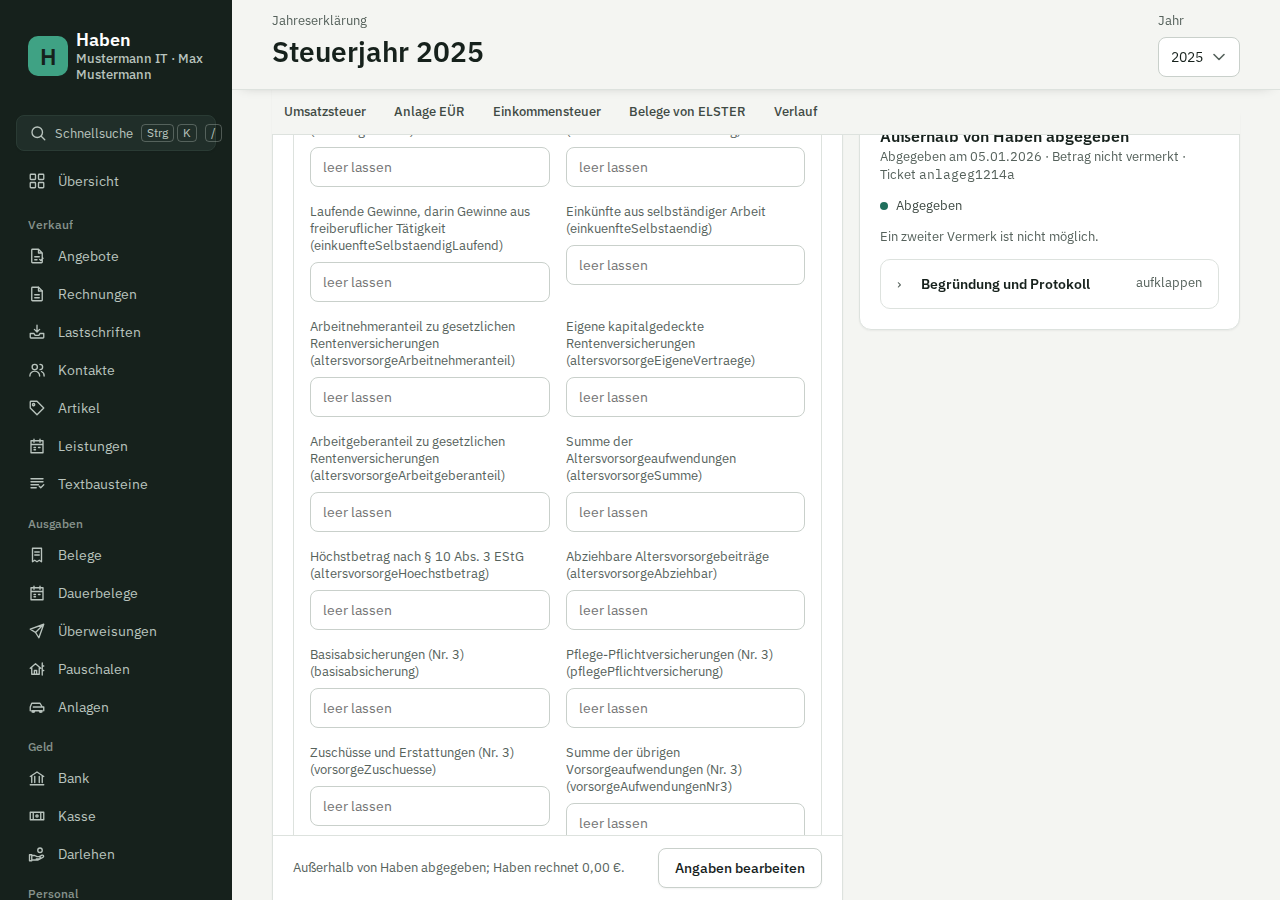 H
Haben
Mustermann IT · Max
Mustermann
Schnellsuche Strg K /
Übersicht
Verkauf
Angebote
Rechnungen
Lastschriften
Kontakte
Artikel
Leistungen
Textbausteine
Ausgaben
Belege
Dauerbelege
Überweisungen
Pauschalen
Anlagen
Geld
Bank
Kasse
Darlehen
Personal
Jahreserklärung
Steuerjahr 2025
Jahr
2025
Umsatzsteuer Anlage EÜR Einkommensteuer Belege von ELSTER Verlauf
leer lassen
leer lassen
Laufende Gewinne, darin Gewinne aus
freiberuflicher Tätigkeit
(einkuenfteSelbstaendigLaufend)
leer lassen
Einkünfte aus selbständiger Arbeit
(einkuenfteSelbstaendig)
leer lassen
Arbeitnehmeranteil zu gesetzlichen
Rentenversicherungen
(altersvorsorgeArbeitnehmeranteil)
leer lassen
Eigene kapitalgedeckte
Rentenversicherungen
(altersvorsorgeEigeneVertraege)
leer lassen
Arbeitgeberanteil zu gesetzlichen
Rentenversicherungen
(altersvorsorgeArbeitgeberanteil)
leer lassen
Summe der
Altersvorsorgeaufwendungen
(altersvorsorgeSumme)
leer lassen
Höchstbetrag nach § 10 Abs. 3 EStG
(altersvorsorgeHoechstbetrag)
leer lassen
Abziehbare Altersvorsorgebeiträge
(altersvorsorgeAbziehbar)
leer lassen
Basisabsicherungen (Nr. 3)
(basisabsicherung)
leer lassen
Pflege-Pflichtversicherungen (Nr. 3)
(pflegePflichtversicherung)
leer lassen
Zuschüsse und Erstattungen (Nr. 3)
(vorsorgeZuschuesse)
leer lassen
Summe der übrigen
Vorsorgeaufwendungen (Nr. 3)
(vorsorgeAufwendungenNr3)
leer lassen
Außerhalb von Haben abgegeben; Haben rechnet 0,00 €.
Angaben bearbeiten
Außerhalb von Haben abgegeben
Abgegeben am 05.01.2026 · Betrag nicht vermerkt ·
Ticket anlageg1214a
Abgegeben
Ein zweiter Vermerk ist nicht möglich.
› Begründung und Protokoll aufklappen